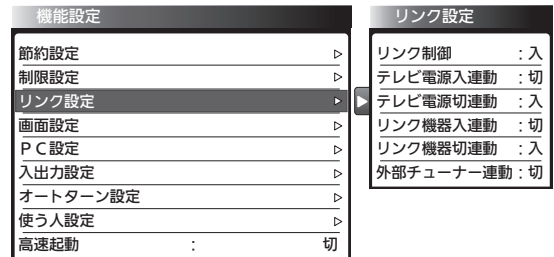 機能設定
節約設定
制限設定
リンク設定
画面設定
ＰＣ設定
入出力設定
オートターン設定
使う人設定
高速起動 : 切
リンク設定
リンク制御 : 入
テレビ電源入連動 : 切
テレビ電源切連動 : 入
リンク機器入連動 : 切
リンク機器切連動 : 入
外部チューナー連動 : 切